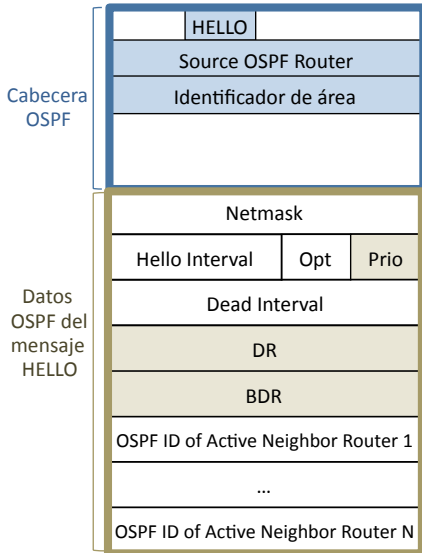 HELLO
Source OSPF Router
Identificador de área
Cabecera
OSPF
Netmask
Hello Interval
Opt
Prio
Dead Interval
DR
BDR
OSPF ID of Active Neighbor Router 1
...
OSPF ID of Active Neighbor Router N
Datos
OSPF del
mensaje
HELLO